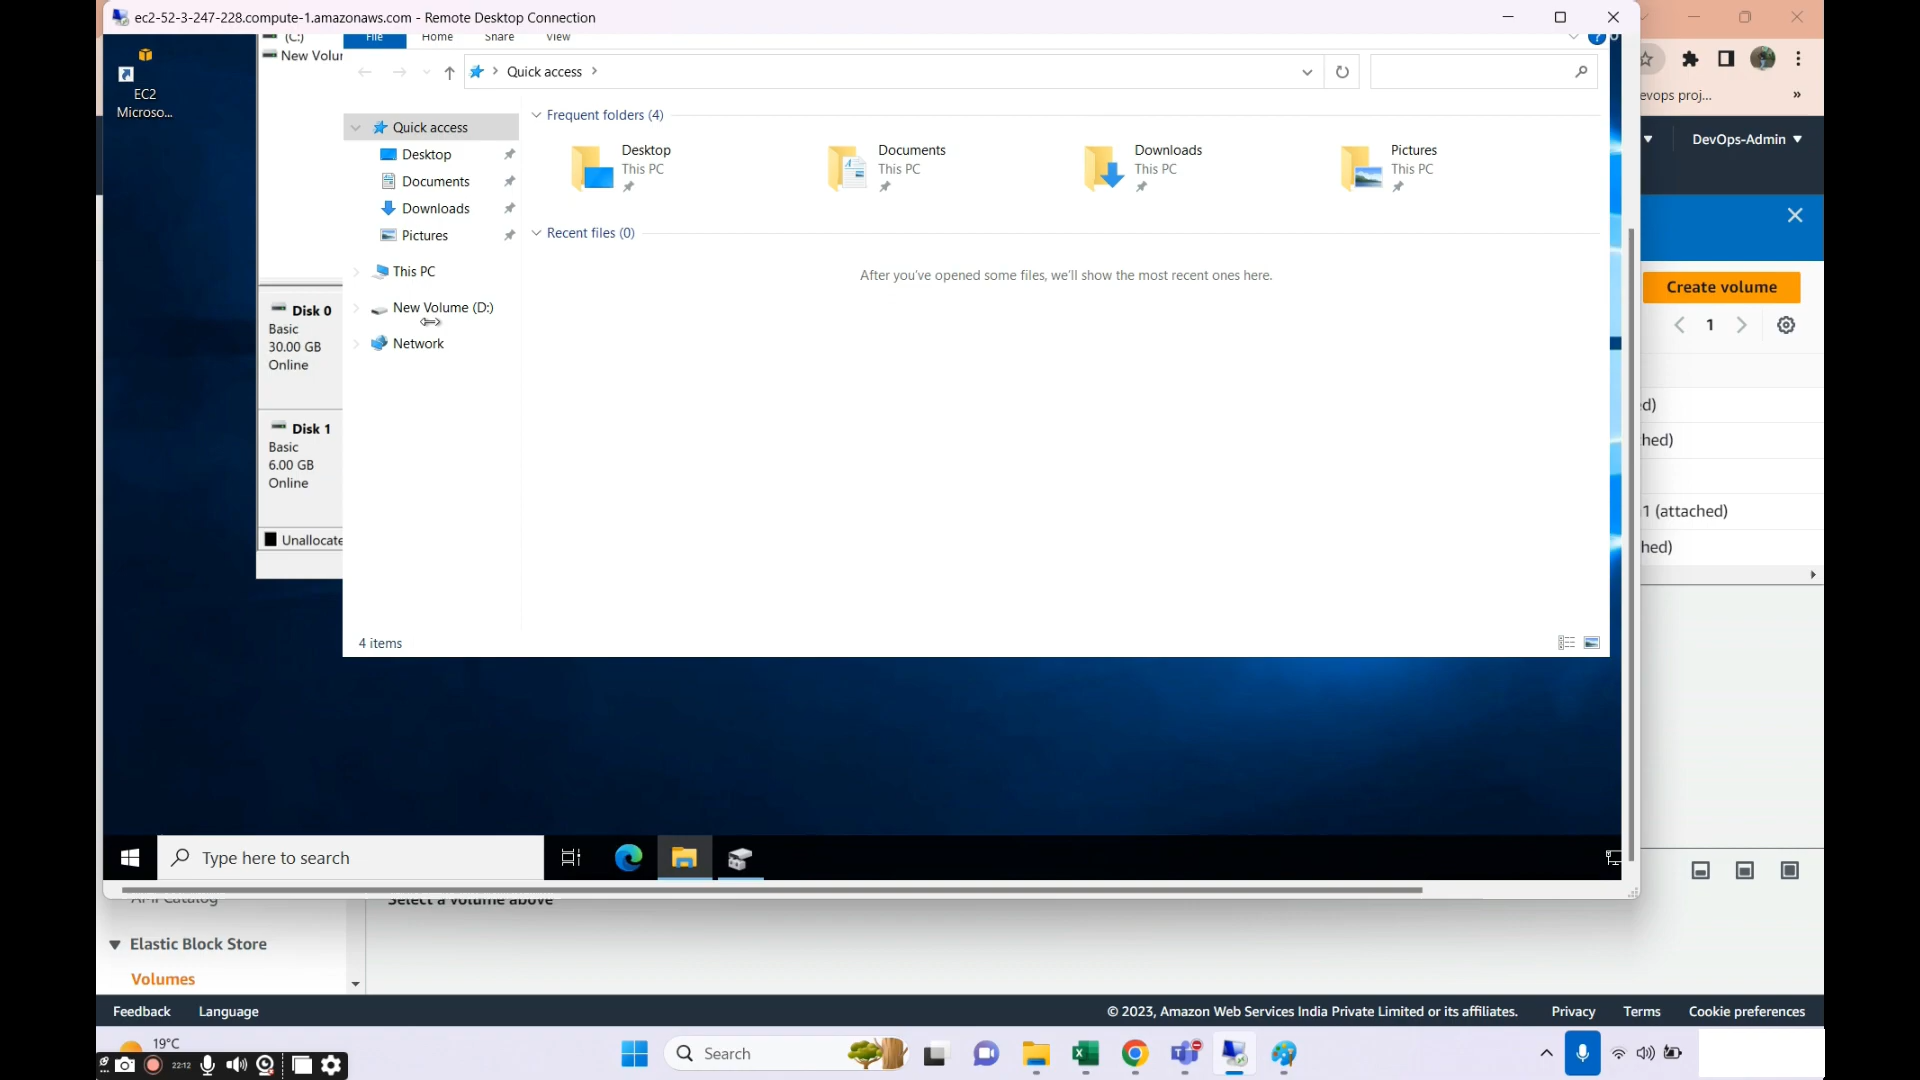 ec2-52-3-247-228.compute-1.amazonaws.com - Remote Desktop Connection
EC2
Microso...
(C:)
New Volu
File
Home
Share
View
Quick access
Quick access
Desktop
Documents
Downloads
Pictures
This PC
New Volume (D:)
Network
Frequent folders (4)
Desktop
This PC
Documents
This PC
Downloads
This PC
Pictures
This PC
Recent files (0)
After you've opened some files, we'll show the most recent ones here.
4 items
Disk 0
Basic
30.00 GB
Online
Disk 1
Basic
6.00 GB
Online
Unallocate
Type here to search
evops proj...
»
DevOps-Admin
Create volume
1
ed)
hed)
1 (attached)
hed)
AMI Catalog
Select a volume above
Elastic Block Store
Volumes
Feedback
Language
© 2023, Amazon Web Services India Private Limited or its affiliates.
Privacy
Terms
Cookie preferences
19°C
22:12
Search